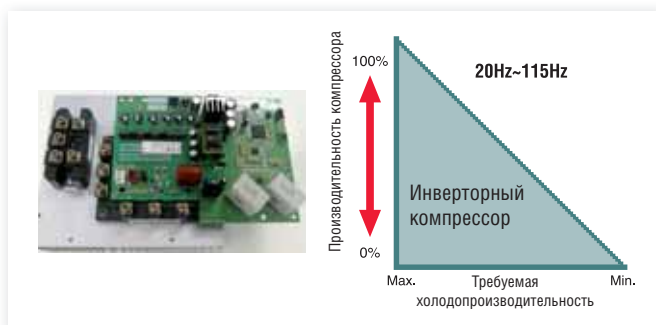 Производительность компрессора
100%
0%
20Hz~115Hz
Инверторный
компрессор
Max.
Требуемая
холодопроизводительность
Min.